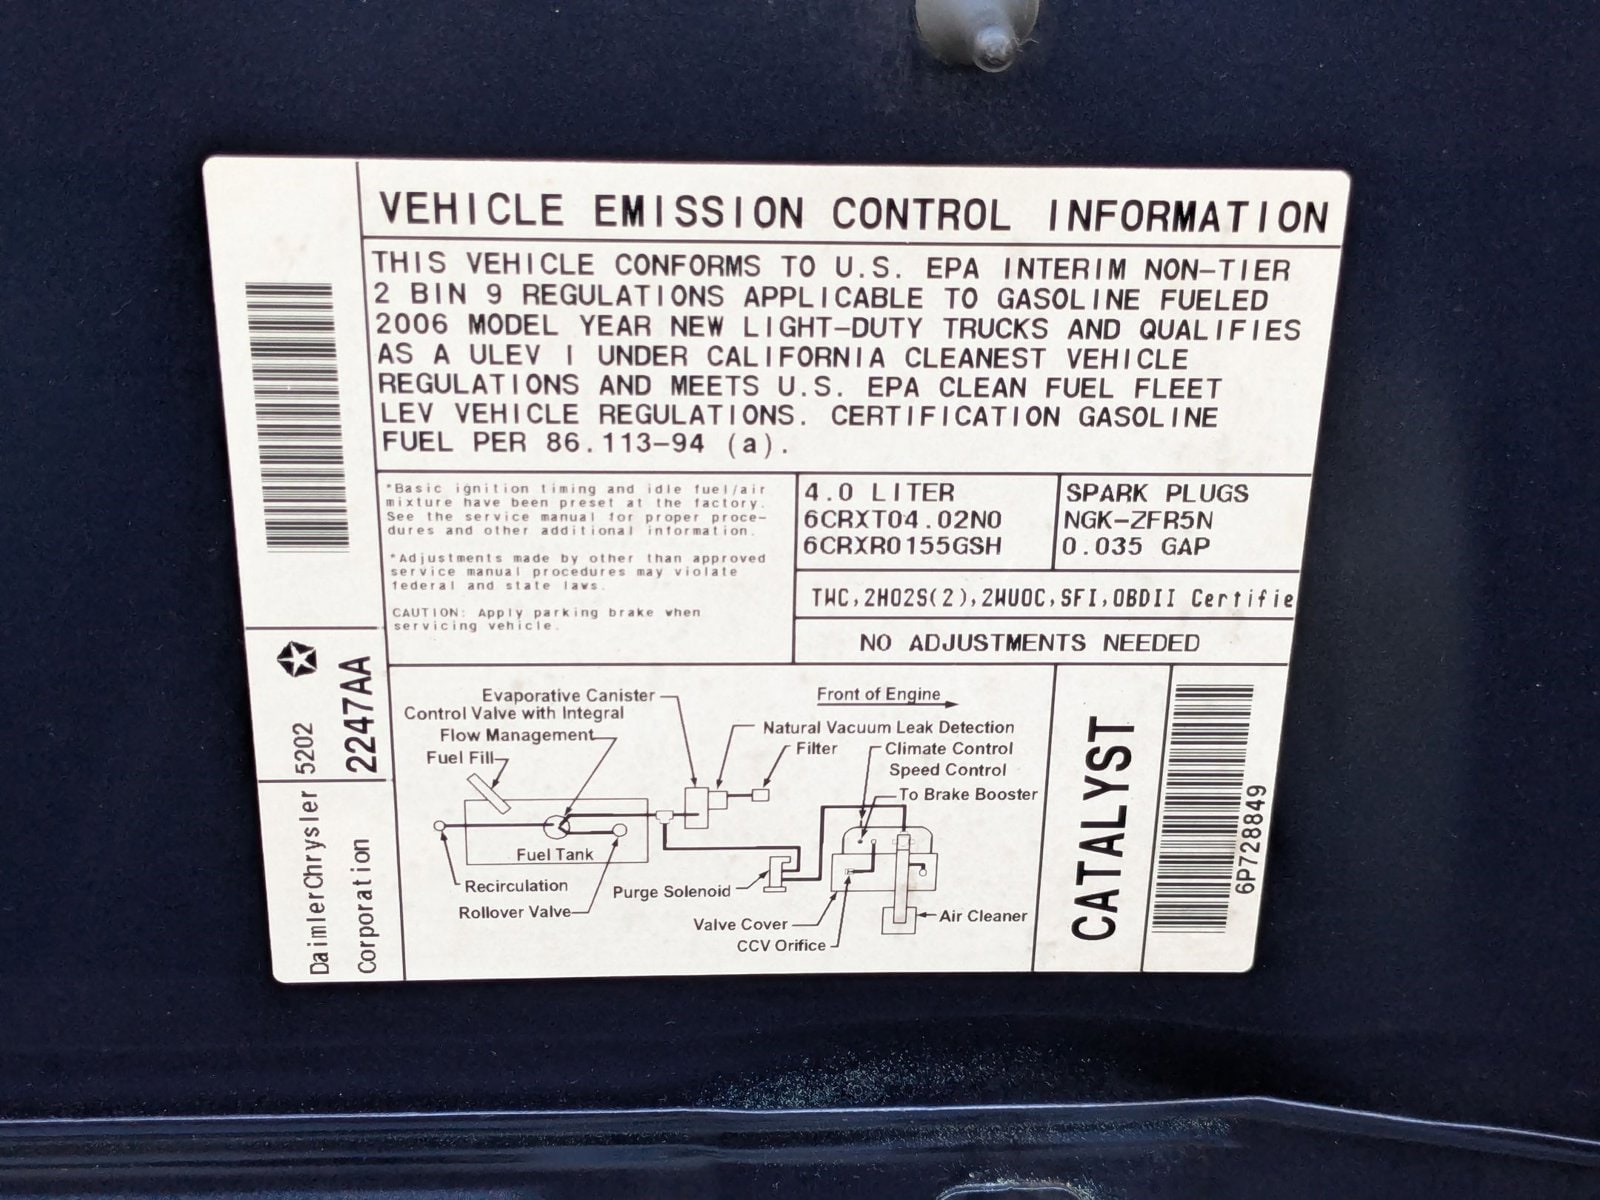 VEHICLE EMISSION CONTROL INFORMATION
THIS VEHICLE CONFORMS TO U.S. EPA INTERIM NON-TIER
2 BIN 9 REGULATIONS APPLICABLE TO GASOLINE FUELED
2006 MODEL YEAR NEW LIGHT-DUTY TRUCKS AND QUALIFIES
AS A ULEV I UNDER CALIFORNIA CLEANEST VEHICLE
REGULATIONS AND MEETS U.S. EPA CLEAN FUEL FLEET
LEV VEHICLE REGULATIONS. CERTIFICATION GASOLINE
FUEL PER 86.113-94 (a).
*Basic ignition timing and idle fuel/air
mixture have been preset at the factory.
See the service manual for proper proce-
dures and other additional information.
*Adjustments made by other than approved
service manual procedures may violate
federal and state laws.
CAUTION: Apply parking brake when
servicing vehicle.
4.0 LITER
6CRXT04.02N0
6CRXR0155GSH
SPARK PLUGS
NGK-ZFR5N
0.035 GAP
TWC,2HO2S(2),2WUOC,SFI,OBDII Certifie
NO ADJUSTMENTS NEEDED
Evaporative Canister
Control Valve with Integral
Flow Management
Fuel Fill
Front of Engine
Natural Vacuum Leak Detection
Filter
Climate Control
Speed Control
To Brake Booster
Fuel Tank
Recirculation
Rollover Valve
Purge Solenoid
Valve Cover
CCV Orifice
Air Cleaner
CATALYST
6P728849
DaimlerChrysler
Corporation
5202
2247AA